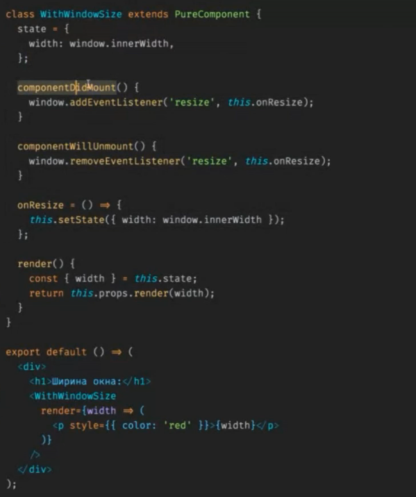 class WithWindowSize extends PureComponent {
state = {
width: window.innerWidth,
};
componentDidMount() {
window.addEventListener('resize', this.onResize);
}
componentWillUnmount() {
window.removeEventListener('resize', this.onResize);
}
onResize = () => {
this.setState({ width: window.innerWidth });
};
render() {
const { width } = this.state;
return this.props.render(width);
}
}
export default () => (
<div>
<h1>Ширина окна:</h1>
<WithWindowSize
render={width => (
<p style={{ color: 'red' }}>{width}</p>
)}
/>
</div>
);